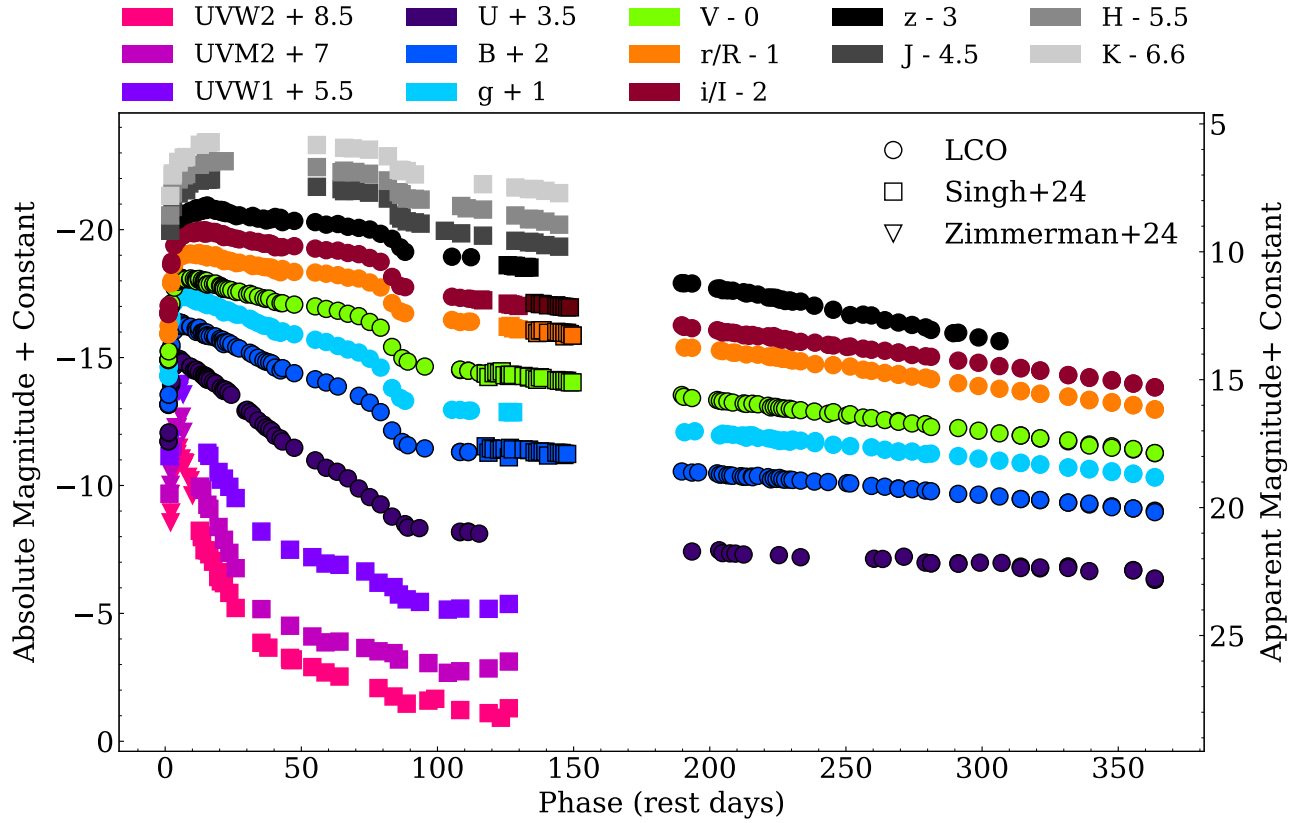 UVW2 + 8.5 U + 3.5 V - 0 z - 3 H - 5.5
UVM2 + 7 B + 2 r/R - 1 J - 4.5 K - 6.6
UVW1 + 5.5 g + 1 i/I - 2
LCO
Singh+24
Zimmerman+24
Absolute Magnitude + Constant
−20
−15
−10
−5
0
5
10
15
20
25
Apparent Magnitude+ Constant
0 50 100 150 200 250 300 350
Phase (rest days)